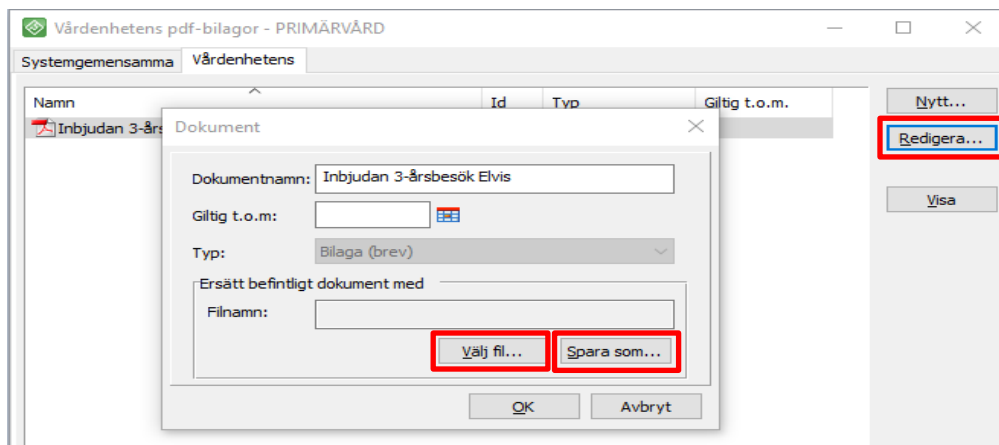 Vårdenhetens pdf-bilagor - PRIMÄRVÅRD
Systemgemensamma Vårdenhetens
Namn Id Typ Giltig t.o.m. Nytt...
Inbjudan 3-års Dokument Redigera...
Dokumentnamn: Inbjudan 3-årsbesök Elvis
Visa
Giltig t.o.m:
Typ: Bilaga (brev)
Ersätt befintligt dokument med
Filnamn:
Välj fil... Spara som...
OK Avbryt